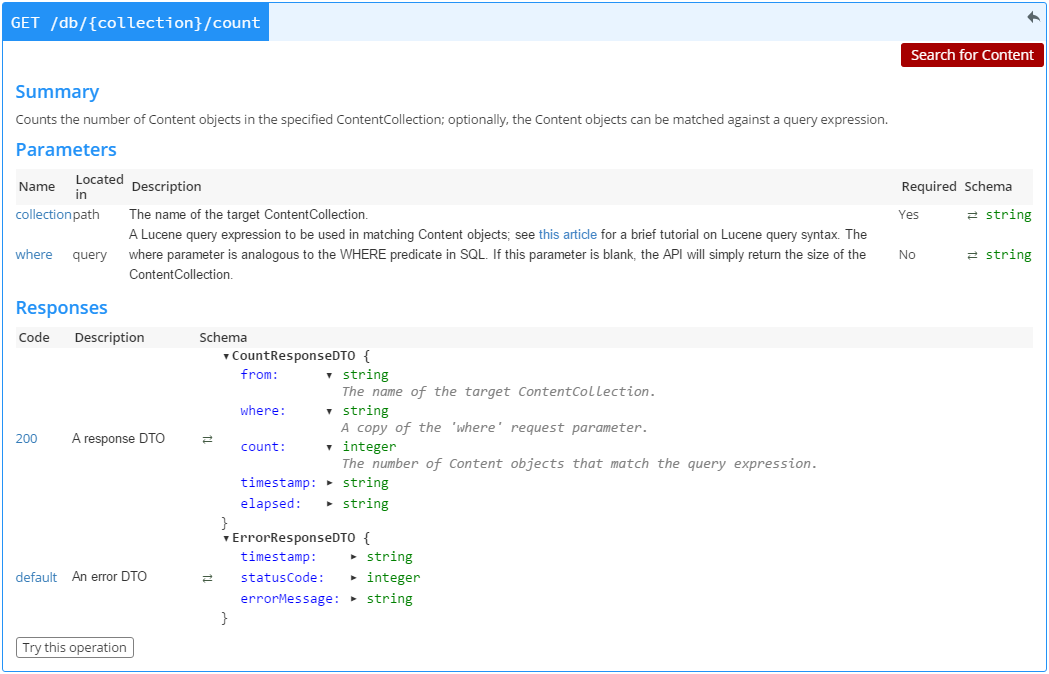 GET /db/{collection}/count
Search for Content
Summary
Counts the number of Content objects in the specified ContentCollection; optionally, the Content objects can be matched against a query expression.
Parameters
Name Located in Description Required Schema
collection path The name of the target ContentCollection. Yes ⇄ string
A Lucene query expression to be used in matching Content objects; see this article for a brief tutorial on Lucene query syntax. The
where query where parameter is analogous to the WHERE predicate in SQL. If this parameter is blank, the API will simply return the size of the No ⇄ string
ContentCollection.
Responses
Code Description Schema
▼CountResponseDTO {
from: ▼ string
The name of the target ContentCollection.
where: ▼ string
A copy of the 'where' request parameter.
200 A response DTO ⇄
count: ▼ integer
The number of Content objects that match the query expression.
timestamp: ► string
elapsed: ► string
}
▼ErrorResponseDTO {
timestamp: ► string
default An error DTO ⇄ statusCode: ► integer
errorMessage: ► string
}
Try this operation